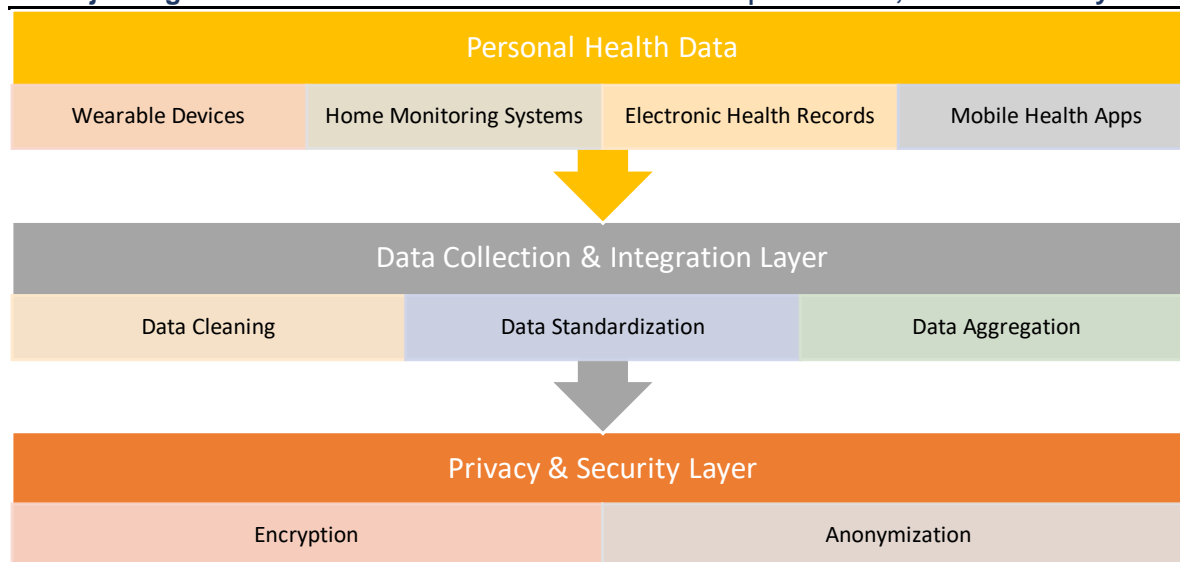 Personal Health Data
Wearable Devices Home Monitoring Systems Electronic Health Records Mobile Health Apps
Data Collection & Integration Layer
Data Cleaning Data Standardization Data Aggregation
Privacy & Security Layer
Encryption Anonymization